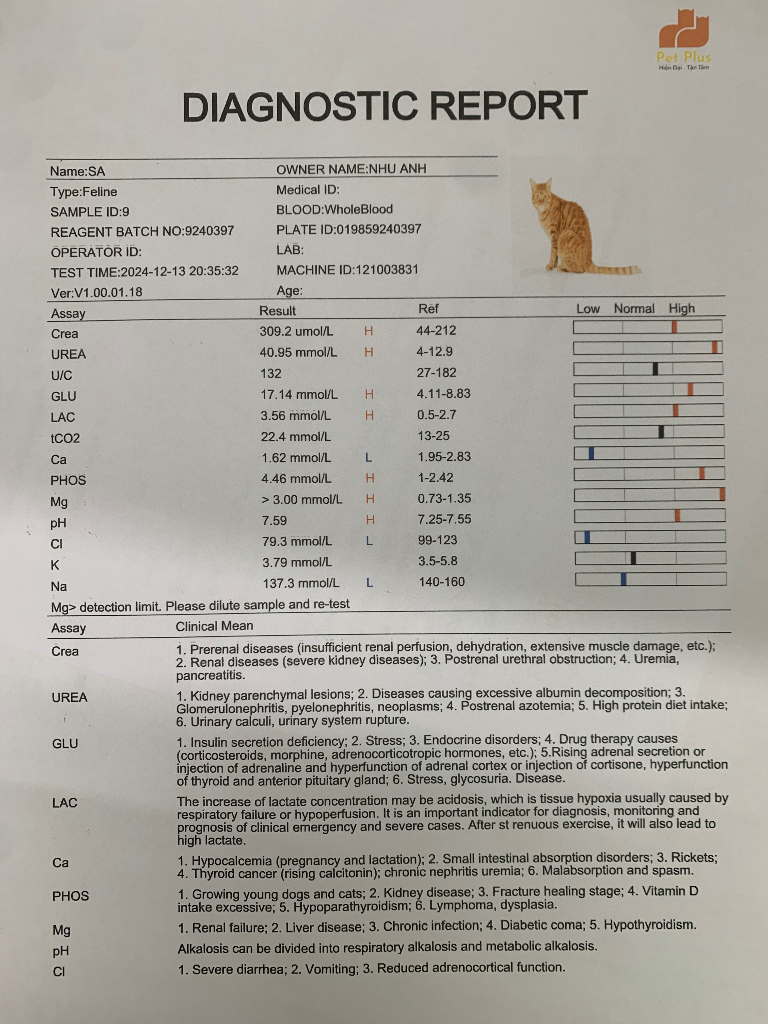 Pet Plus
Hiện Đại - Tận Tâm
DIAGNOSTIC REPORT
Name:SA OWNER NAME:NHU ANH
Type:Feline Medical ID:
SAMPLE ID:9 BLOOD:WholeBlood
REAGENT BATCH NO:9240397 PLATE ID:019859240397
OPERATOR ID: LAB:
TEST TIME:2024-12-13 20:35:32 MACHINE ID:121003831
Ver:V1.00.01.18 Age:
Assay Result Ref Low Normal High
Crea 309.2 umol/L H 44-212
UREA 40.95 mmol/L H 4-12.9
U/C 132 27-182
GLU 17.14 mmol/L H 4.11-8.83
LAC 3.56 mmol/L H 0.5-2.7
tCO2 22.4 mmol/L 13-25
Ca 1.62 mmol/L L 1.95-2.83
PHOS 4.46 mmol/L H 1-2.42
Mg > 3.00 mmol/L H 0.73-1.35
pH 7.59 H 7.25-7.55
Cl 79.3 mmol/L L 99-123
K 3.79 mmol/L 3.5-5.8
Na 137.3 mmol/L L 140-160
Mg> detection limit. Please dilute sample and re-test
Assay Clinical Mean
Crea 1. Prerenal diseases (insufficient renal perfusion, dehydration, extensive muscle damage, etc.);
2. Renal diseases (severe kidney diseases); 3. Postrenal urethral obstruction; 4. Uremia,
pancreatitis.
UREA 1. Kidney parenchymal lesions; 2. Diseases causing excessive albumin decomposition; 3.
Glomerulonephritis, pyelonephritis, neoplasms; 4. Postrenal azotemia; 5. High protein diet intake;
6. Urinary calculi, urinary system rupture.
GLU 1. Insulin secretion deficiency; 2. Stress; 3. Endocrine disorders; 4. Drug therapy causes
(corticosteroids, morphine, adrenocorticotropic hormones, etc.); 5.Rising adrenal secretion or
injection of adrenaline and hyperfunction of adrenal cortex or injection of cortisone, hyperfunction
of thyroid and anterior pituitary gland; 6. Stress, glycosuria. Disease.
LAC The increase of lactate concentration may be acidosis, which is tissue hypoxia usually caused by
respiratory failure or hypoperfusion. It is an important indicator for diagnosis, monitoring and
prognosis of clinical emergency and severe cases. After st renuous exercise, it will also lead to
high lactate.
Ca 1. Hypocalcemia (pregnancy and lactation); 2. Small intestinal absorption disorders; 3. Rickets;
4. Thyroid cancer (rising calcitonin); chronic nephritis uremia; 6. Malabsorption and spasm.
PHOS 1. Growing young dogs and cats; 2. Kidney disease; 3. Fracture healing stage; 4. Vitamin D
intake excessive; 5. Hypoparathyroidism; 6. Lymphoma, dysplasia.
Mg 1. Renal failure; 2. Liver disease; 3. Chronic infection; 4. Diabetic coma; 5. Hypothyroidism.
pH Alkalosis can be divided into respiratory alkalosis and metabolic alkalosis.
Cl 1. Severe diarrhea; 2. Vomiting; 3. Reduced adrenocortical function.